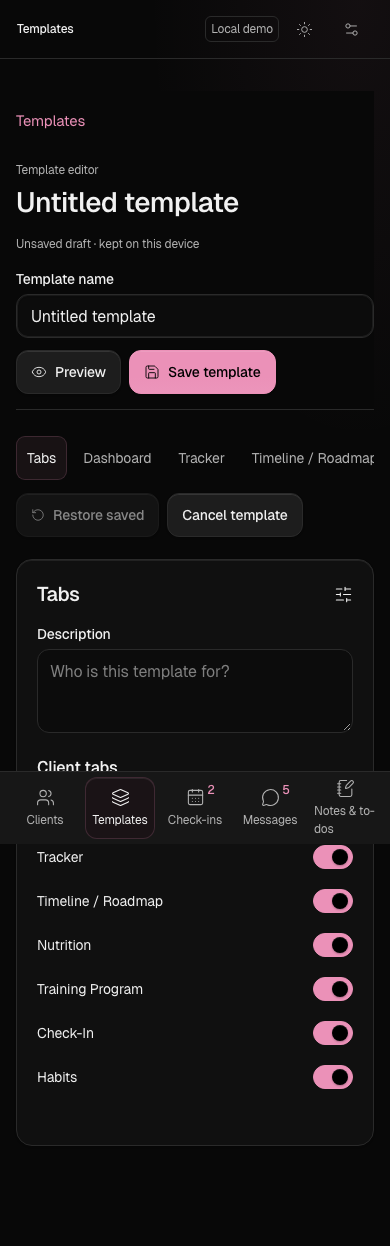 Templates
Local demo
Templates
Template editor
Untitled template
Unsaved draft · kept on this device
Template name
Untitled template
Preview
Save template
Tabs
Dashboard
Tracker
Timeline / Roadmap
Restore saved
Cancel template
Tabs
Description
Who is this template for?
Client tabs
Clients
Templates
2
Check-ins
5
Messages
Notes & to-
dos
Tracker
Timeline / Roadmap
Nutrition
Training Program
Check-In
Habits